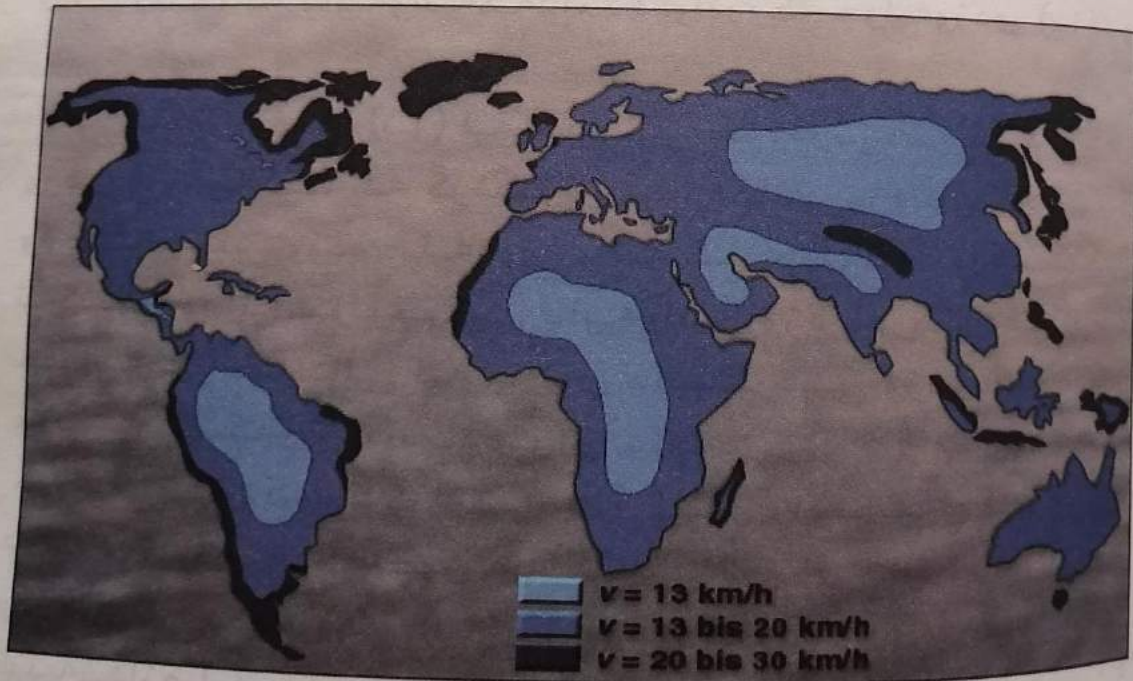 v = 13 km/h
v = 13 bis 20 km/h
v = 20 bis 30 km/h